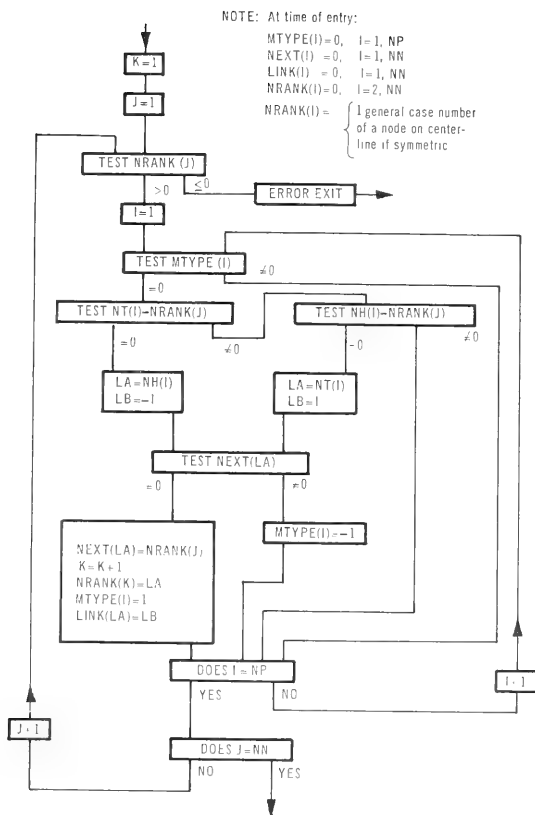 NOTE: At time of entry:
MTYPE(I)=0, I=1, NP
NEXT(I) =0, I=1, NN
LINK(I) =0, I=1, NN
NRANK(I)=0, I=2, NN
NRANK(I)= { 1 general case number
of a node on center-
line if symmetric
K=1
J=1
TEST NRANK (J)
>0
≤0
ERROR EXIT
I=1
TEST MTYPE (I)
=0
≠0
TEST NT(I)-NRANK(J)
TEST NH(I)-NRANK(J)
=0
≠0
-0
≠0
LA=NH(I)
LB=-1
LA=NT(I)
LB=1
TEST NEXT(LA)
=0
≠0
NEXT(LA)=NRANK(J)
K=K+1
NRANK(K)=LA
MTYPE(I)=1
LINK(LA)=LB
MTYPE(I)=-1
DOES I=NP
YES
NO
I+1
J+1
DOES J=NN
NO
YES